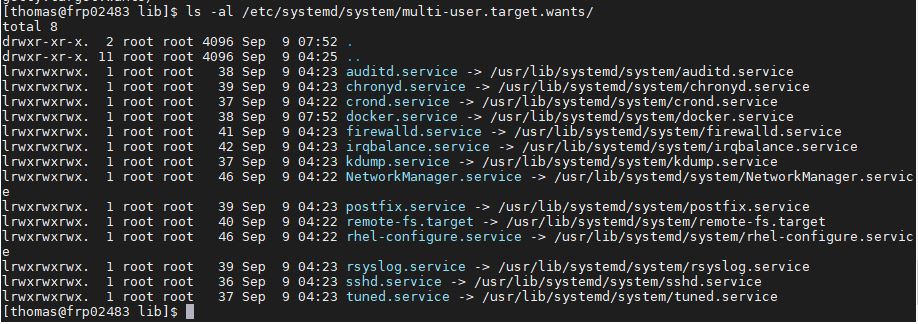 [thomas@frp02483 lib]$ ls -al /etc/systemd/system/multi-user.target.wants/
total 8
drwxr-xr-x.  2 root root 4096 Sep  9 07:52 .
drwxr-xr-x. 11 root root 4096 Sep  9 04:25 ..
lrwxrwxrwx.  1 root root   38 Sep  9 04:23 auditd.service -> /usr/lib/systemd/system/auditd.service
lrwxrwxrwx.  1 root root   39 Sep  9 04:23 chronyd.service -> /usr/lib/systemd/system/chronyd.service
lrwxrwxrwx.  1 root root   37 Sep  9 04:22 crond.service -> /usr/lib/systemd/system/crond.service
lrwxrwxrwx.  1 root root   38 Sep  9 07:52 docker.service -> /usr/lib/systemd/system/docker.service
lrwxrwxrwx.  1 root root   41 Sep  9 04:23 firewalld.service -> /usr/lib/systemd/system/firewalld.service
lrwxrwxrwx.  1 root root   42 Sep  9 04:23 irqbalance.service -> /usr/lib/systemd/system/irqbalance.service
lrwxrwxrwx.  1 root root   37 Sep  9 04:23 kdump.service -> /usr/lib/systemd/system/kdump.service
lrwxrwxrwx.  1 root root   46 Sep  9 04:22 NetworkManager.service -> /usr/lib/systemd/system/NetworkManager.servic
e
lrwxrwxrwx.  1 root root   39 Sep  9 04:23 postfix.service -> /usr/lib/systemd/system/postfix.service
lrwxrwxrwx.  1 root root   40 Sep  9 04:22 remote-fs.target -> /usr/lib/systemd/system/remote-fs.target
lrwxrwxrwx.  1 root root   46 Sep  9 04:22 rhel-configure.service -> /usr/lib/systemd/system/rhel-configure.servic
e
lrwxrwxrwx.  1 root root   39 Sep  9 04:23 rsyslog.service -> /usr/lib/systemd/system/rsyslog.service
lrwxrwxrwx.  1 root root   36 Sep  9 04:23 sshd.service -> /usr/lib/systemd/system/sshd.service
lrwxrwxrwx.  1 root root   37 Sep  9 04:23 tuned.service -> /usr/lib/systemd/system/tuned.service
[thomas@frp02483 lib]$